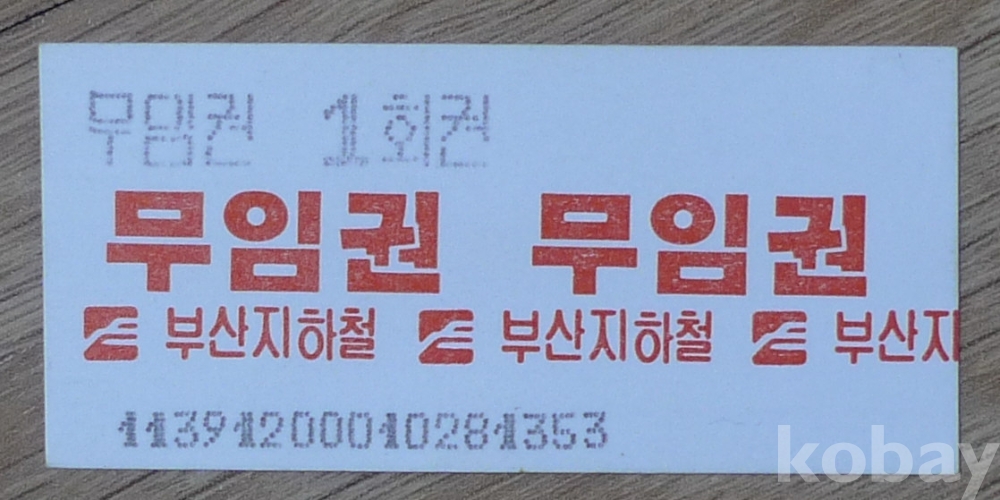 무임권 1회권
무임권 무임권
부산지하철 부산지하철 부산지
11391200010281353
kobay